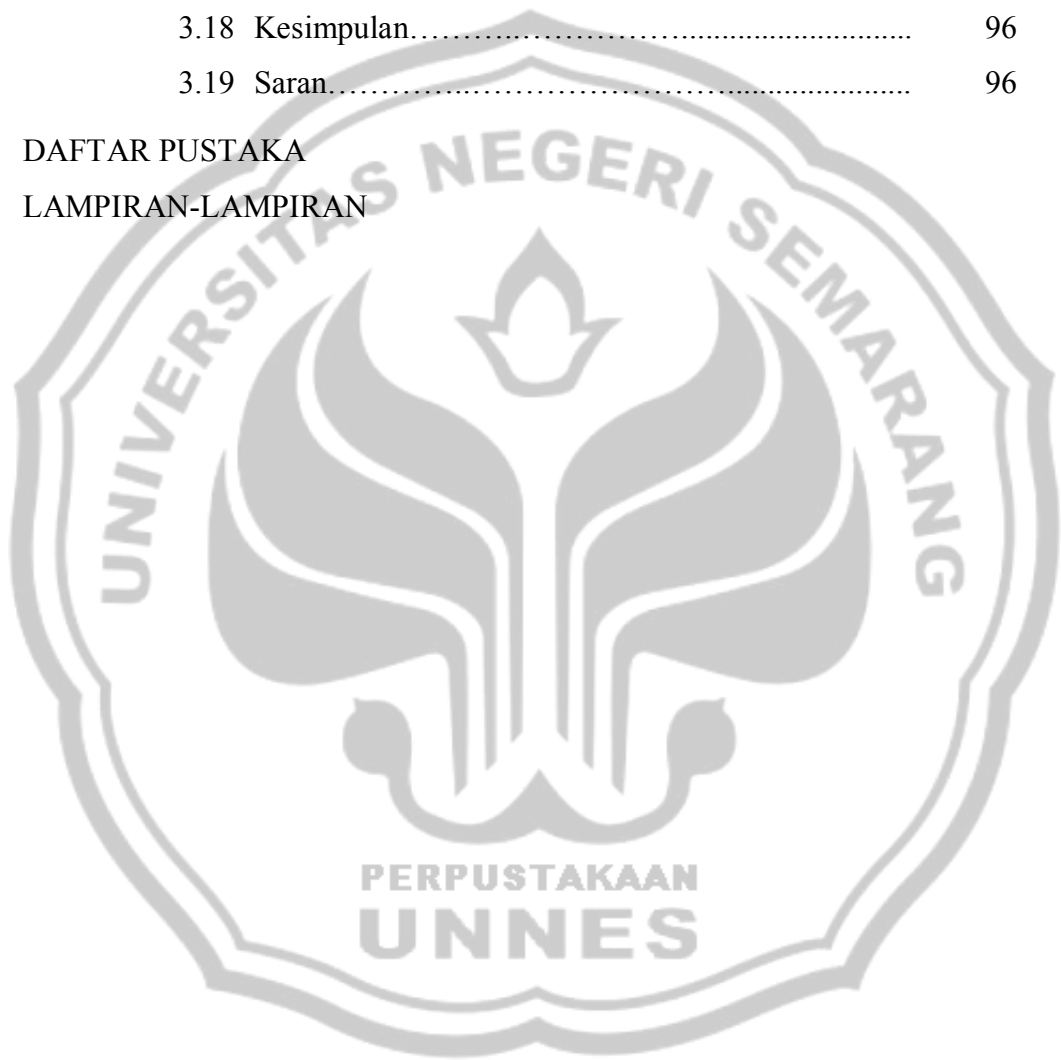 3.18 Kesimpulan……….……………............................. 96
3.19 Saran…………..……………………....................... 96
DAFTAR PUSTAKA
LAMPIRAN-LAMPIRAN
UNIVERSITAS NEGERI SEMARANG
PERPUSTAKAAN
UNNES